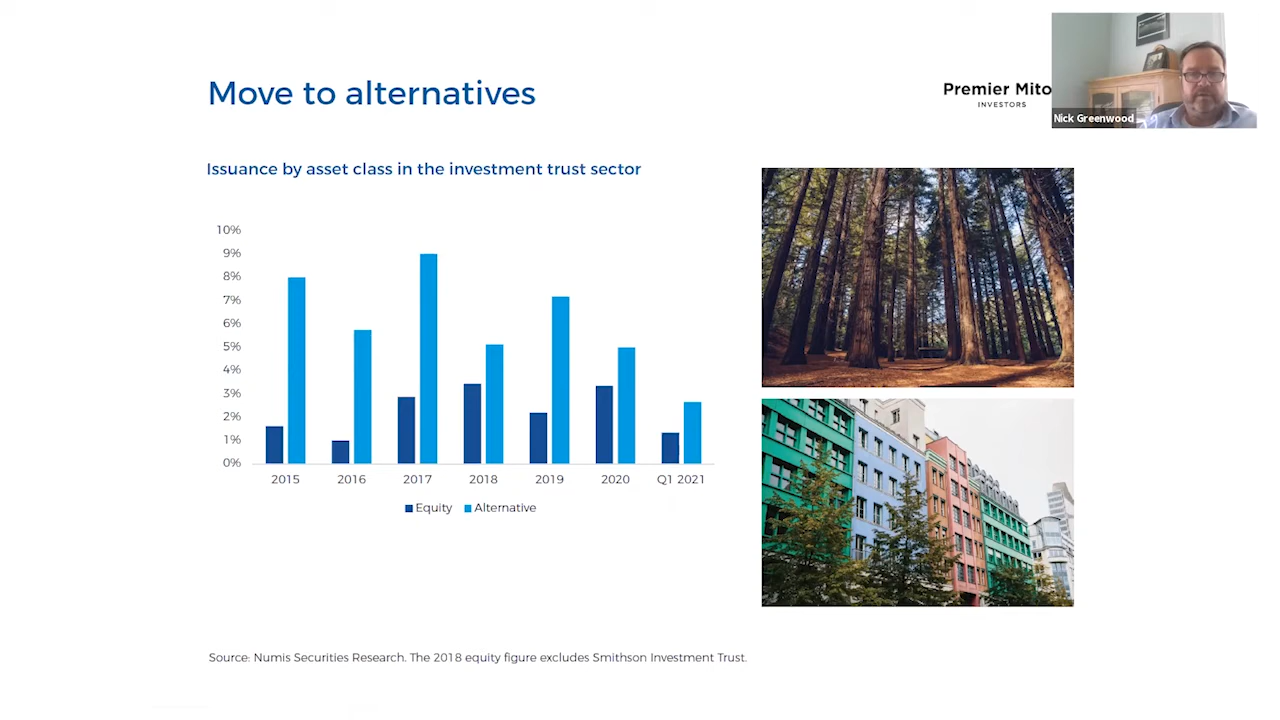 Move to alternatives
Premier Mito
INVESTORS
Nick Greenwood
Issuance by asset class in the investment trust sector
10%
9%
8%
7%
6%
5%
4%
3%
2%
1%
0%
2015 2016 2017 2018 2019 2020 Q1 2021
Equity Alternative
Source: Numis Securities Research. The 2018 equity figure excludes Smithson Investment Trust.